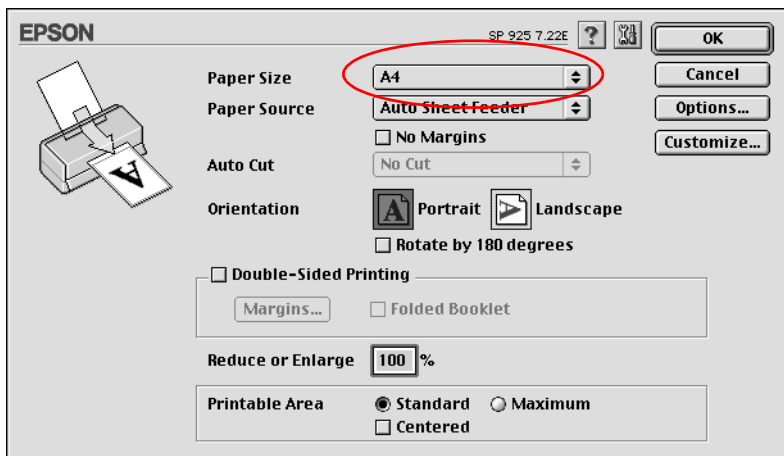 EPSON
SP 925 7.22E
?
OK
Paper Size
A4
Cancel
Paper Source
Auto Sheet Feeder
Options...
No Margins
Customize...
Auto Cut
No Cut
Orientation
A Portrait A Landscape
Rotate by 180 degrees
Double-Sided Printing
Margins...
Folded Booklet
Reduce or Enlarge
100 %
Printable Area
Standard
Maximum
Centered
A